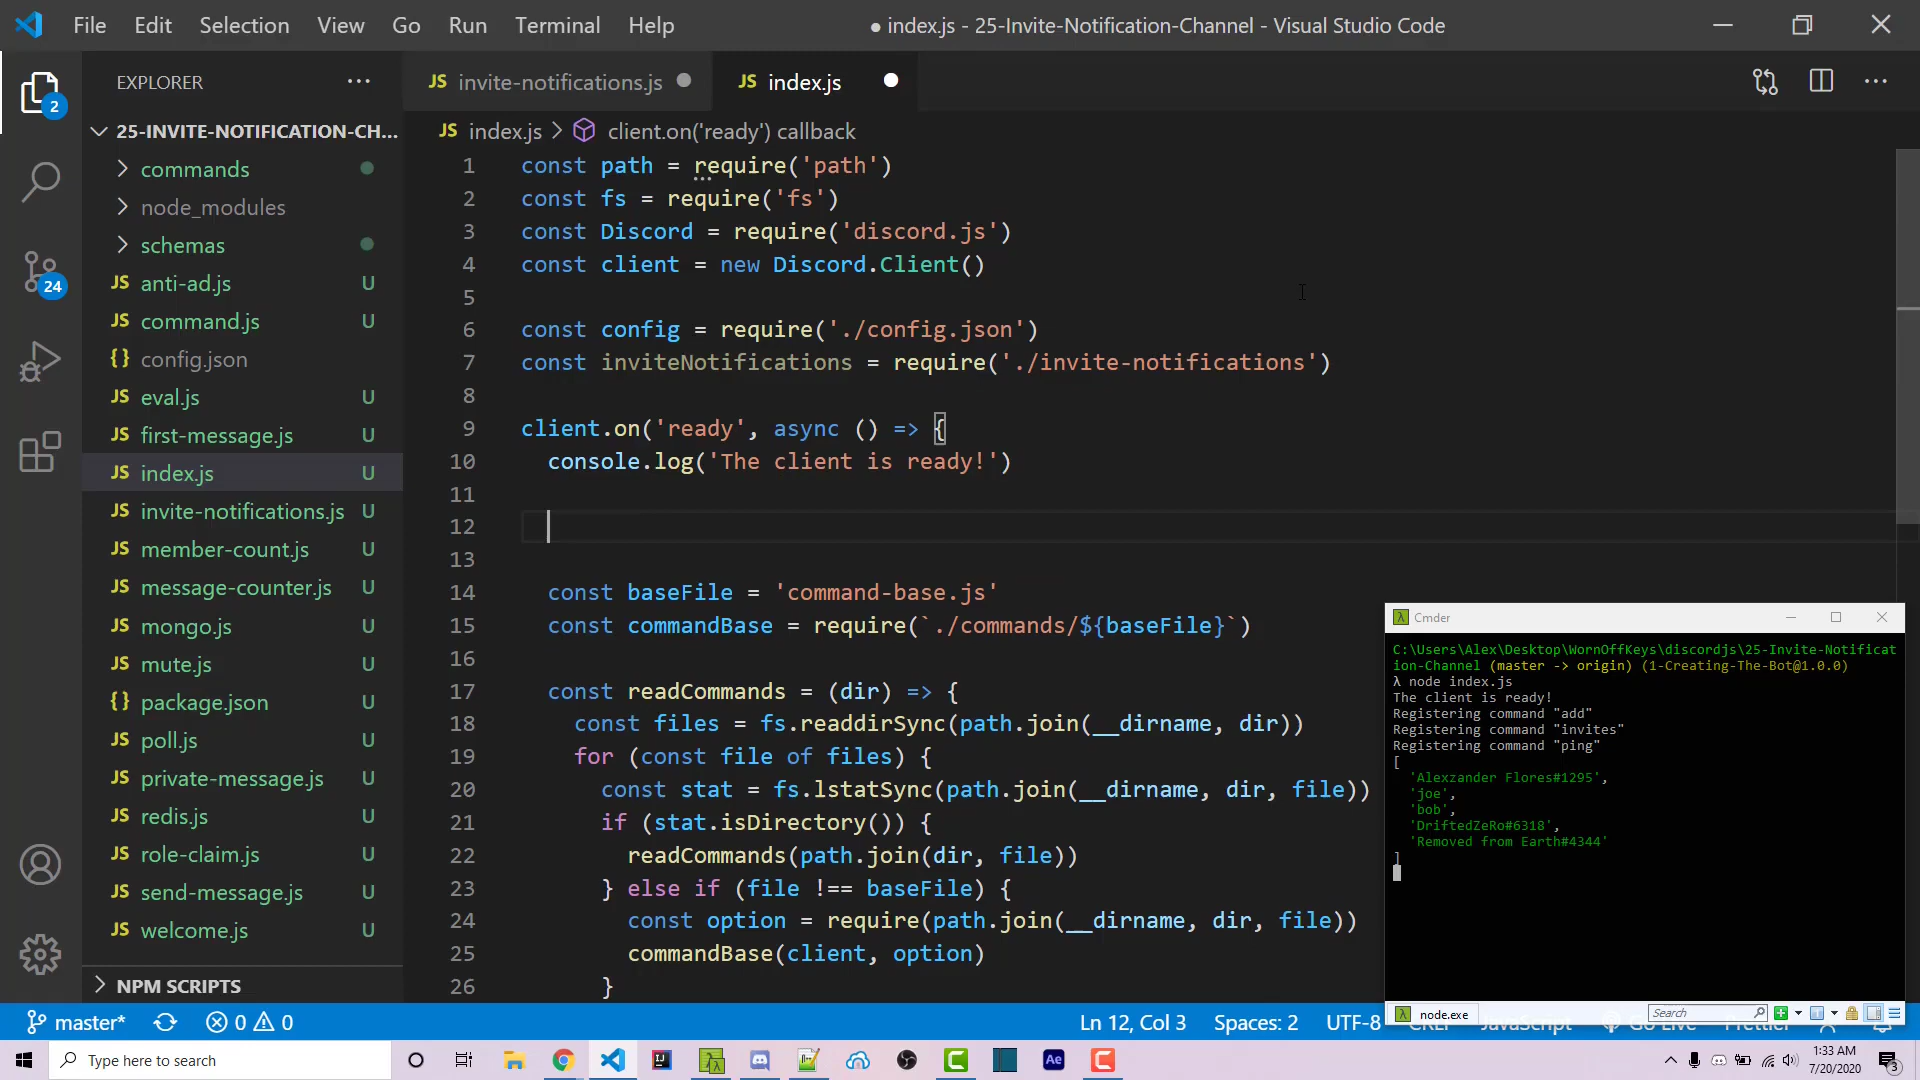 File Edit Selection View Go Run Terminal Help
● index.js - 25-Invite-Notification-Channel - Visual Studio Code
EXPLORER
2
24
25-INVITE-NOTIFICATION-CH...
commands
node_modules
schemas
JS anti-ad.js U
JS command.js U
{} config.json
JS eval.js U
JS first-message.js U
JS index.js U
JS invite-notifications.js U
JS member-count.js U
JS message-counter.js U
JS mongo.js U
JS mute.js U
{} package.json U
JS poll.js U
JS private-message.js U
JS redis.js U
JS role-claim.js U
JS send-message.js U
JS welcome.js U
NPM SCRIPTS
JS invite-notifications.js
JS index.js
JS index.js > client.on('ready') callback
1 const path = require('path')
2 const fs = require('fs')
3 const Discord = require('discord.js')
4 const client = new Discord.Client()
5
6 const config = require('./config.json')
7 const inviteNotifications = require('./invite-notifications')
8
9 client.on('ready', async () => {
10 console.log('The client is ready!')
11
12
13
14 const baseFile = 'command-base.js'
15 const commandBase = require(`./commands/${baseFile}`)
16
17 const readCommands = (dir) => {
18 const files = fs.readdirSync(path.join(__dirname, dir))
19 for (const file of files) {
20 const stat = fs.lstatSync(path.join(__dirname, dir, file))
21 if (stat.isDirectory()) {
22 readCommands(path.join(dir, file))
23 } else if (file !== baseFile) {
24 const option = require(path.join(__dirname, dir, file))
25 commandBase(client, option)
26 }
Cmder
C:\Users\Alex\Desktop\WornOffKeys\discordjs\25-Invite-Notificat
ion-Channel (master -> origin) (1-Creating-The-Bot@1.0.0)
λ node index.js
The client is ready!
Registering command "add"
Registering command "invites"
Registering command "ping"
[
'Alexzander Flores#1295',
'joe',
'bob',
'DriftedZeRo#6318',
'Removed from Earth#4344'
]
node.exe
Search
master* 0 0
Ln 12, Col 3 Spaces: 2 UTF-8 CRLF JavaScript Go Live Prettier
Type here to search
Ae
1:33 AM
7/20/2020
3